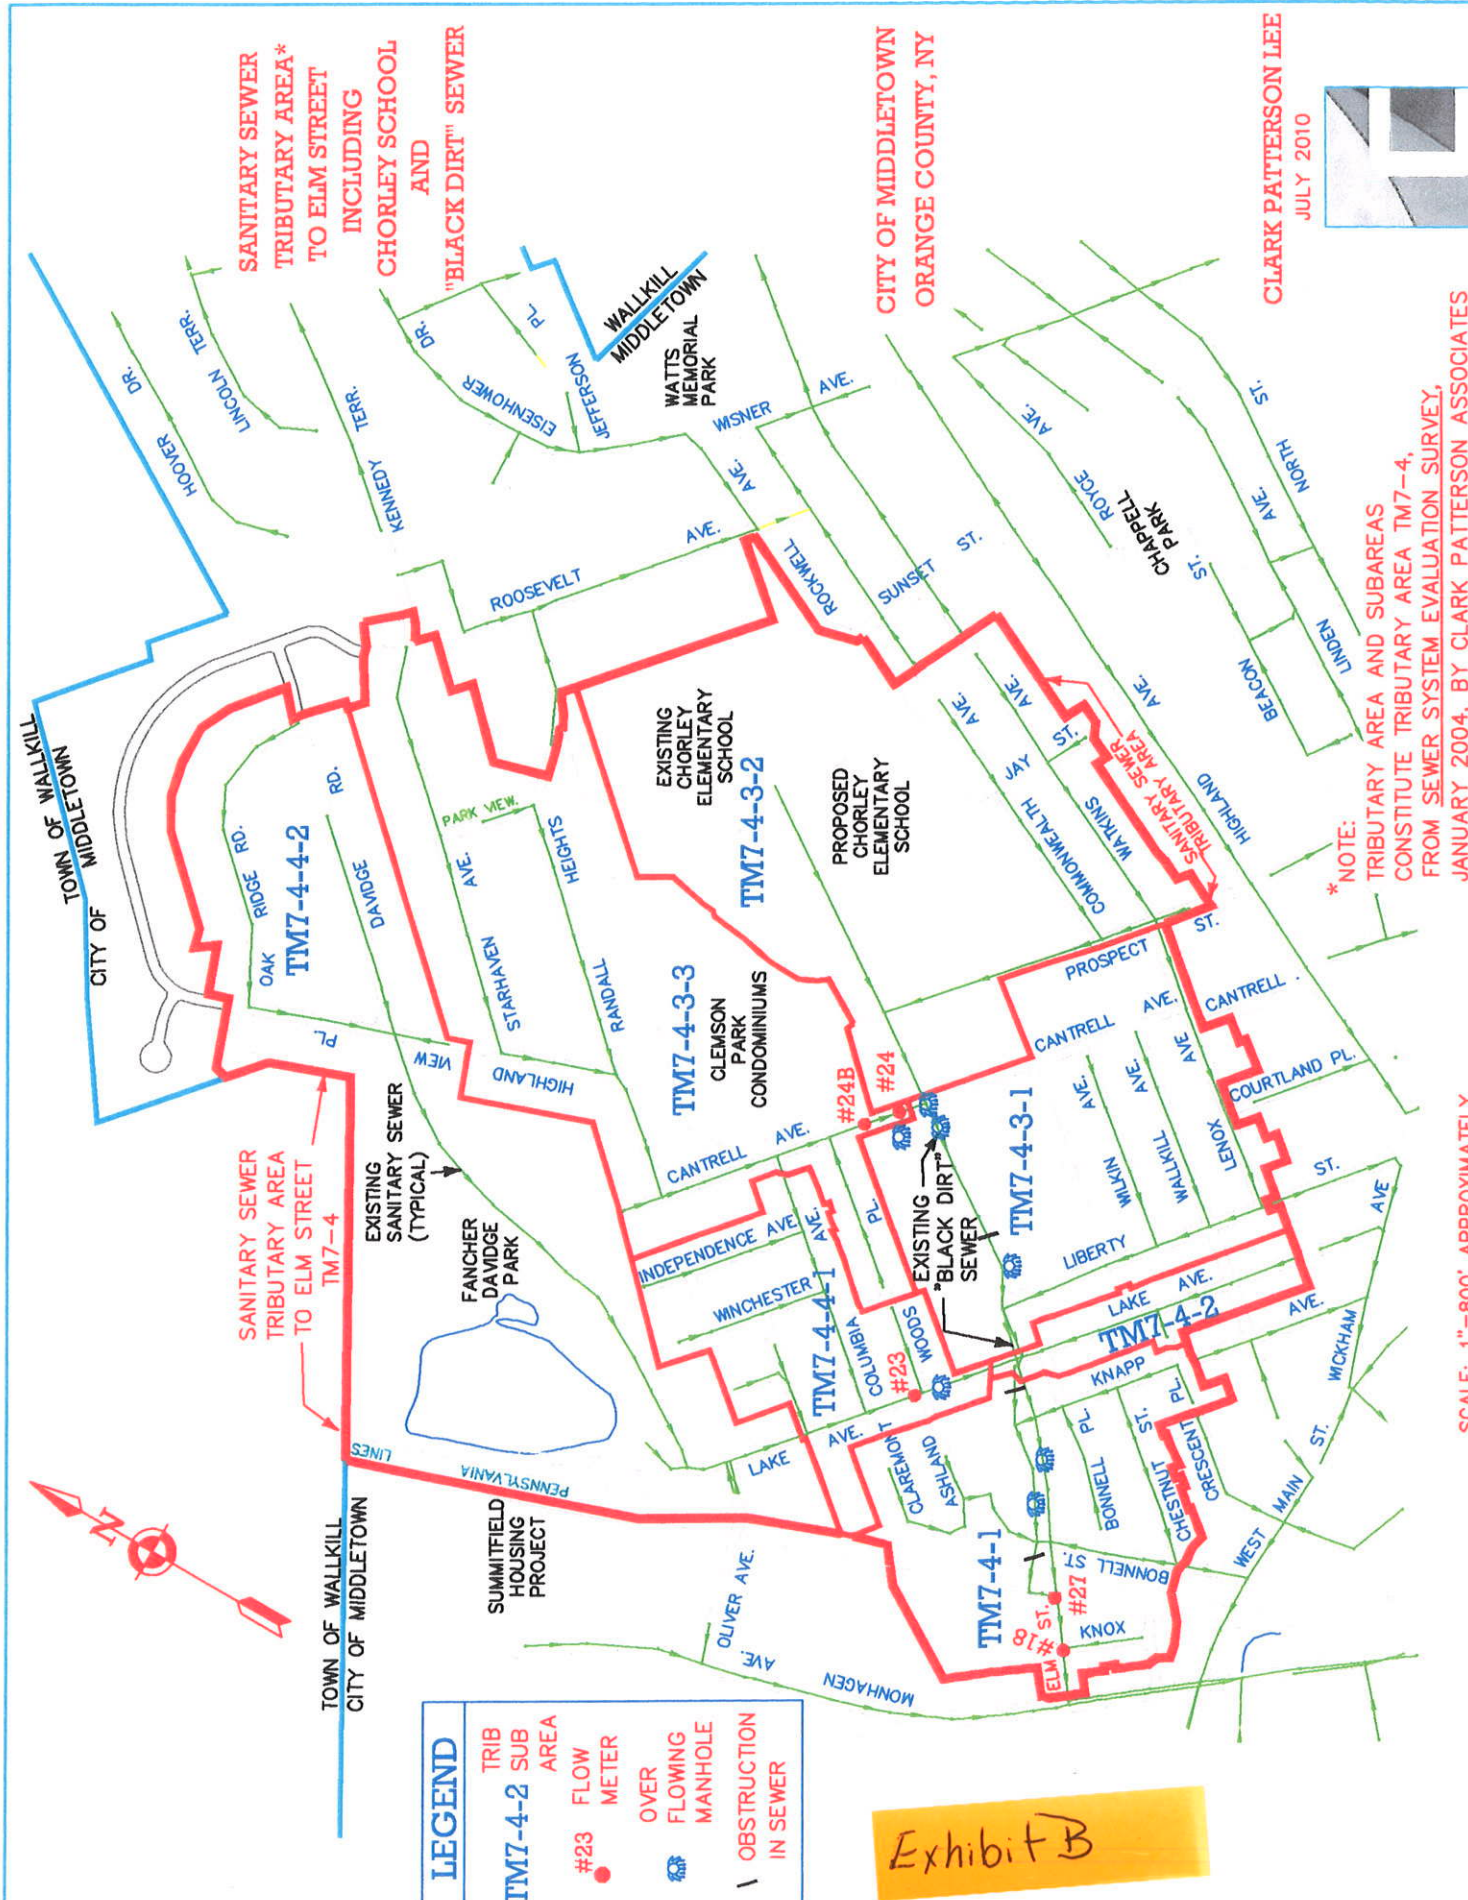 SANITARY SEWER
TRIBUTARY AREA*
TO ELM STREET
INCLUDING
CHORLEY SCHOOL
AND
"BLACK DIRT" SEWER
CITY OF MIDDLETOWN
ORANGE COUNTY, NY
CLARK PATTERSON LEE
JULY 2010
*NOTE:
TRIBUTARY AREA AND SUBAREAS
CONSTITUTE TRIBUTARY AREA TM7-4,
FROM SEWER SYSTEM EVALUATION SURVEY,
JANUARY 2004, BY CLARK PATTERSON ASSOCIATES
SCALE: 1"=800' APPROXIMATELY
TOWN OF WALLKILL
CITY OF MIDDLETOWN
WALLKILL
MIDDLETOWN
HOOVER DR.
LINCOLN TERR.
KENNEDY TERR.
EISENHOWER DR.
JEFFERSON PL.
WATTS
MEMORIAL
PARK
WISNER AVE.
ROOSEVELT AVE.
AVE.
ROCKWELL
SUNSET ST.
ROYCE AVE.
CHAPPELL
PARK
BEACON ST.
LINDEN AVE.
NORTH ST.
HIGHLAND AVE.
SANITARY SEWER
TRIBUTARY AREA
OAK RIDGE RD.
TM7-4-4-2
DAVIDGE RD.
VIEW PL.
PARK VIEW.
STARHAVEN AVE.
RANDALL HEIGHTS
HIGHLAND
TM7-4-3-3
CLEMSON
PARK
CONDOMINIUMS
EXISTING
CHORLEY
ELEMENTARY
SCHOOL
TM7-4-3-2
PROPOSED
CHORLEY
ELEMENTARY
SCHOOL
COMMONWEALTH AVE.
JAY ST.
WATKINS AVE.
PROSPECT ST.
CANTRELL AVE.
CANTRELL
CANTRELL AVE.
#24B
#24
SANITARY SEWER
TRIBUTARY AREA
TO ELM STREET
TM7-4
EXISTING
SANITARY SEWER
(TYPICAL)
FANCHER
DAVIDGE
PARK
INDEPENDENCE AVE.
WINCHESTER AVE.
TM7-4-4-1
COLUMBIA
WOODS PL.
#23
EXISTING
"BLACK DIRT"
SEWER
TM7-4-3-1
WILKIN AVE.
WALLKILL AVE.
LENOX AVE
COURTLAND PL.
LIBERTY ST.
LAKE AVE.
TM7-4-2
WICKHAM AVE
AVE.
PENNSYLVANIA LINES
TOWN OF WALLKILL
CITY OF MIDDLETOWN
SUMMITFIELD
HOUSING
PROJECT
LAKE AVE.
CLAREMONT
ASHLAND
KNAPP
BONNELL PL.
CHESTNUT ST.
CRESCENT PL.
WEST MAIN ST.
TM7-4-1
BONNELL ST.
#27
#18
ELM ST.
KNOX
OLIVER AVE.
MONHAGEN AVE.
LEGEND
TM7-4-2 TRIB
SUB
AREA
#23 FLOW
METER
OVER
FLOWING
MANHOLE
OBSTRUCTION
IN SEWER
Exhibit B